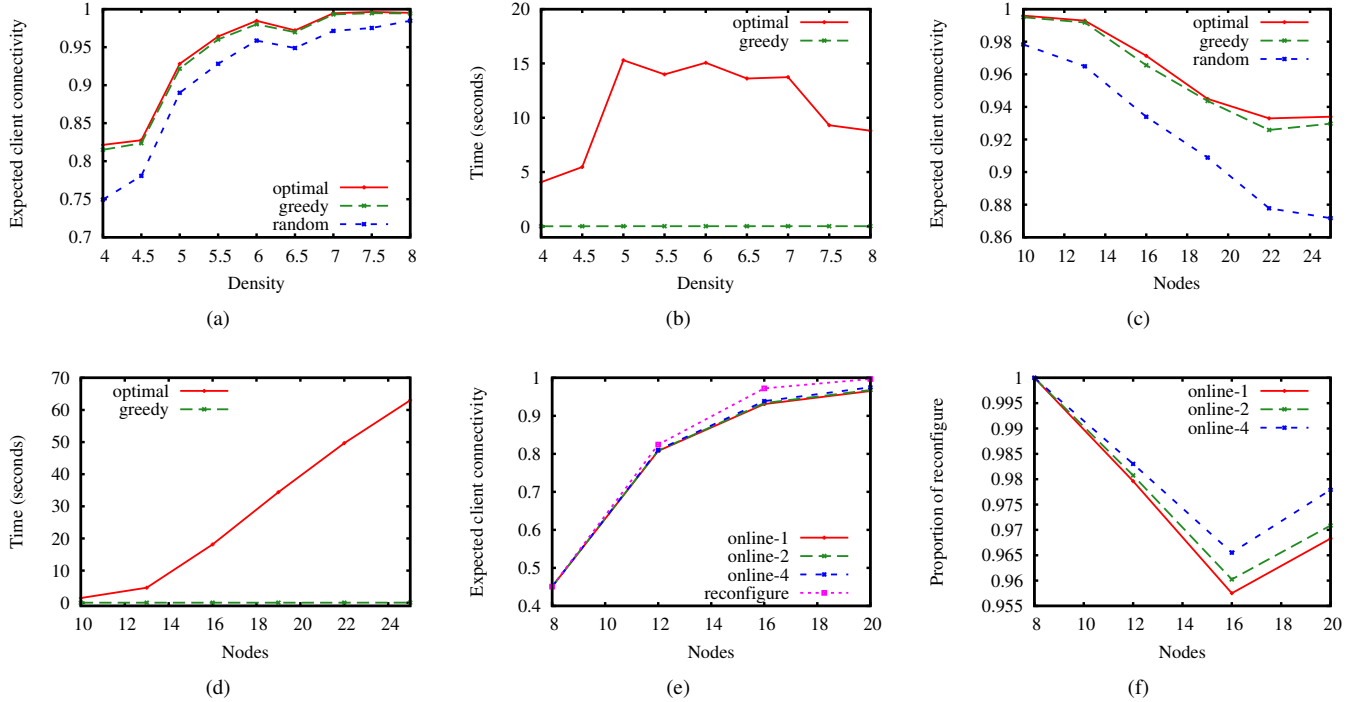 Expected client connectivity
1
0.95
0.9
0.85
0.8
0.75
0.7
optimal
greedy
random
4 4.5 5 5.5 6 6.5 7 7.5 8
Density
(a)
Time (seconds)
20
15
10
5
0
optimal
greedy
4 4.5 5 5.5 6 6.5 7 7.5 8
Density
(b)
Expected client connectivity
1
0.98
0.96
0.94
0.92
0.9
0.88
0.86
optimal
greedy
random
10 12 14 16 18 20 22 24
Nodes
(c)
Time (seconds)
70
60
50
40
30
20
10
0
optimal
greedy
10 12 14 16 18 20 22 24
Nodes
(d)
Expected client connectivity
1
0.9
0.8
0.7
0.6
0.5
0.4
online-1
online-2
online-4
reconfigure
8 10 12 14 16 18 20
Nodes
(e)
Proportion of reconfigure
1
0.995
0.99
0.985
0.98
0.975
0.97
0.965
0.96
0.955
online-1
online-2
online-4
8 10 12 14 16 18 20
Nodes
(f)